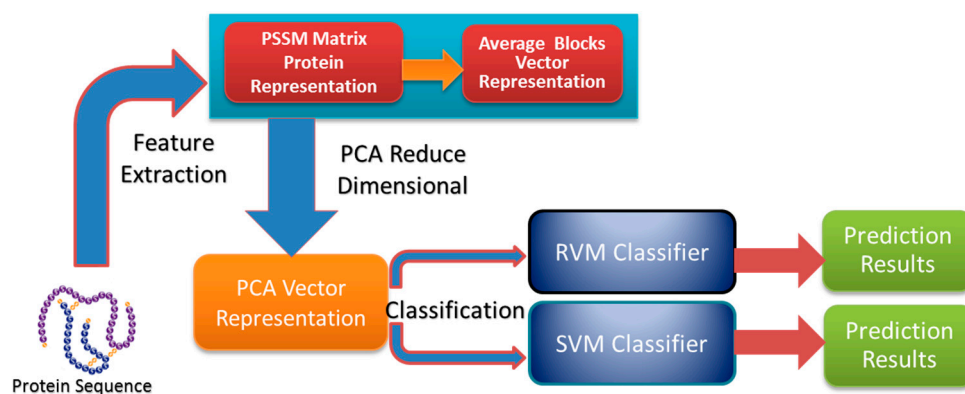 PSSM Matrix
Protein
Representation
Average Blocks
Vector
Representation
Feature
Extraction
PCA Reduce
Dimensional
PCA Vector
Representation
Classification
RVM Classifier
Prediction
Results
SVM Classifier
Prediction
Results
Protein Sequence